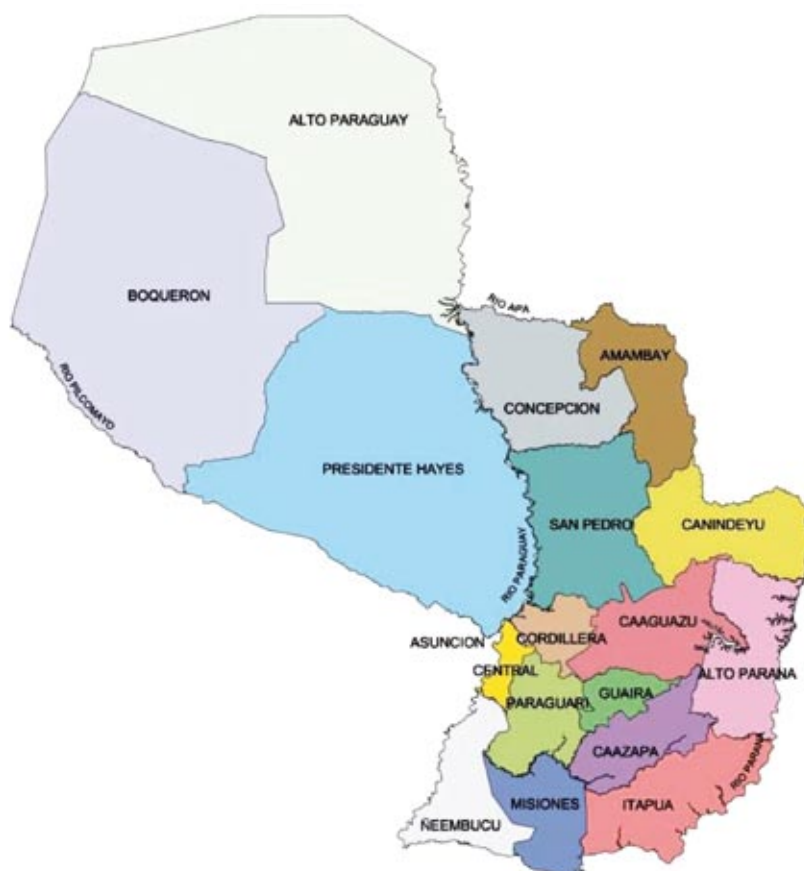 ALTO PARAGUAY
BOQUERON
RIO APA
AMAMBAY
RIO PILCOMAYO
CONCEPCION
PRESIDENTE HAYES
SAN PEDRO
CANINDEYU
RIO PARAGUAY
ASUNCION
CORDILLERA
CAAGUAZU
CENTRAL
ALTO PARANA
PARAGUARI
GUAIRA
CAAZAPA
RIO PARANA
MISIONES
ITAPUA
ÑEEMBUCU